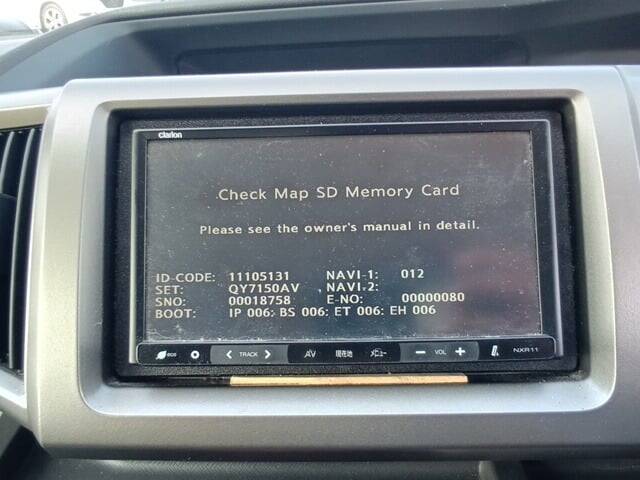 Clarion
Check Map SD Memory Card
Please see the owner's manual in detail.
ID-CODE: 11105131 NAVI-1: 012
SET: QY7150AV NAVI.2:
SNO: 00018758 E-NO: 00000080
BOOT: IP 006: BS 006: ET 006: EH 006
eco < TRACK > AV 現在地 メニュー − VOL + NXR11